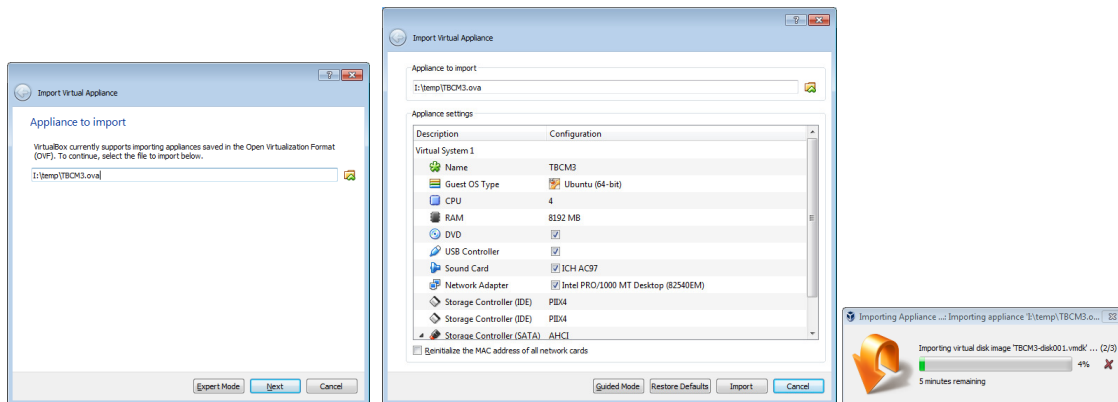 Import Virtual Appliance
Appliance to import
VirtualBox currently supports importing appliances saved in the Open Virtualization Format
(OVF). To continue, select the file to import below.
I:\temp\TBCM3.ova
Expert Mode
Next
Cancel
?
Import Virtual Appliance
Appliance to import
I:\temp\TBCM3.ova
Appliance settings
Description Configuration
Virtual System 1
Name TBCM3
Guest OS Type Ubuntu (64-bit)
CPU 4
RAM 8192 MB
DVD
USB Controller
Sound Card ICH AC97
Network Adapter Intel PRO/1000 MT Desktop (82540EM)
Storage Controller (IDE) PIIX4
Storage Controller (IDE) PIIX4
Storage Controller (SATA) AHCI
Reinitialize the MAC address of all network cards
Guided Mode
Restore Defaults
Import
Cancel
Importing Appliance ...: Importing appliance 'I:\temp\TBCM3.o...
Importing virtual disk image 'TBCM3-disk001.vmdk' ... (2/3)
4%
5 minutes remaining